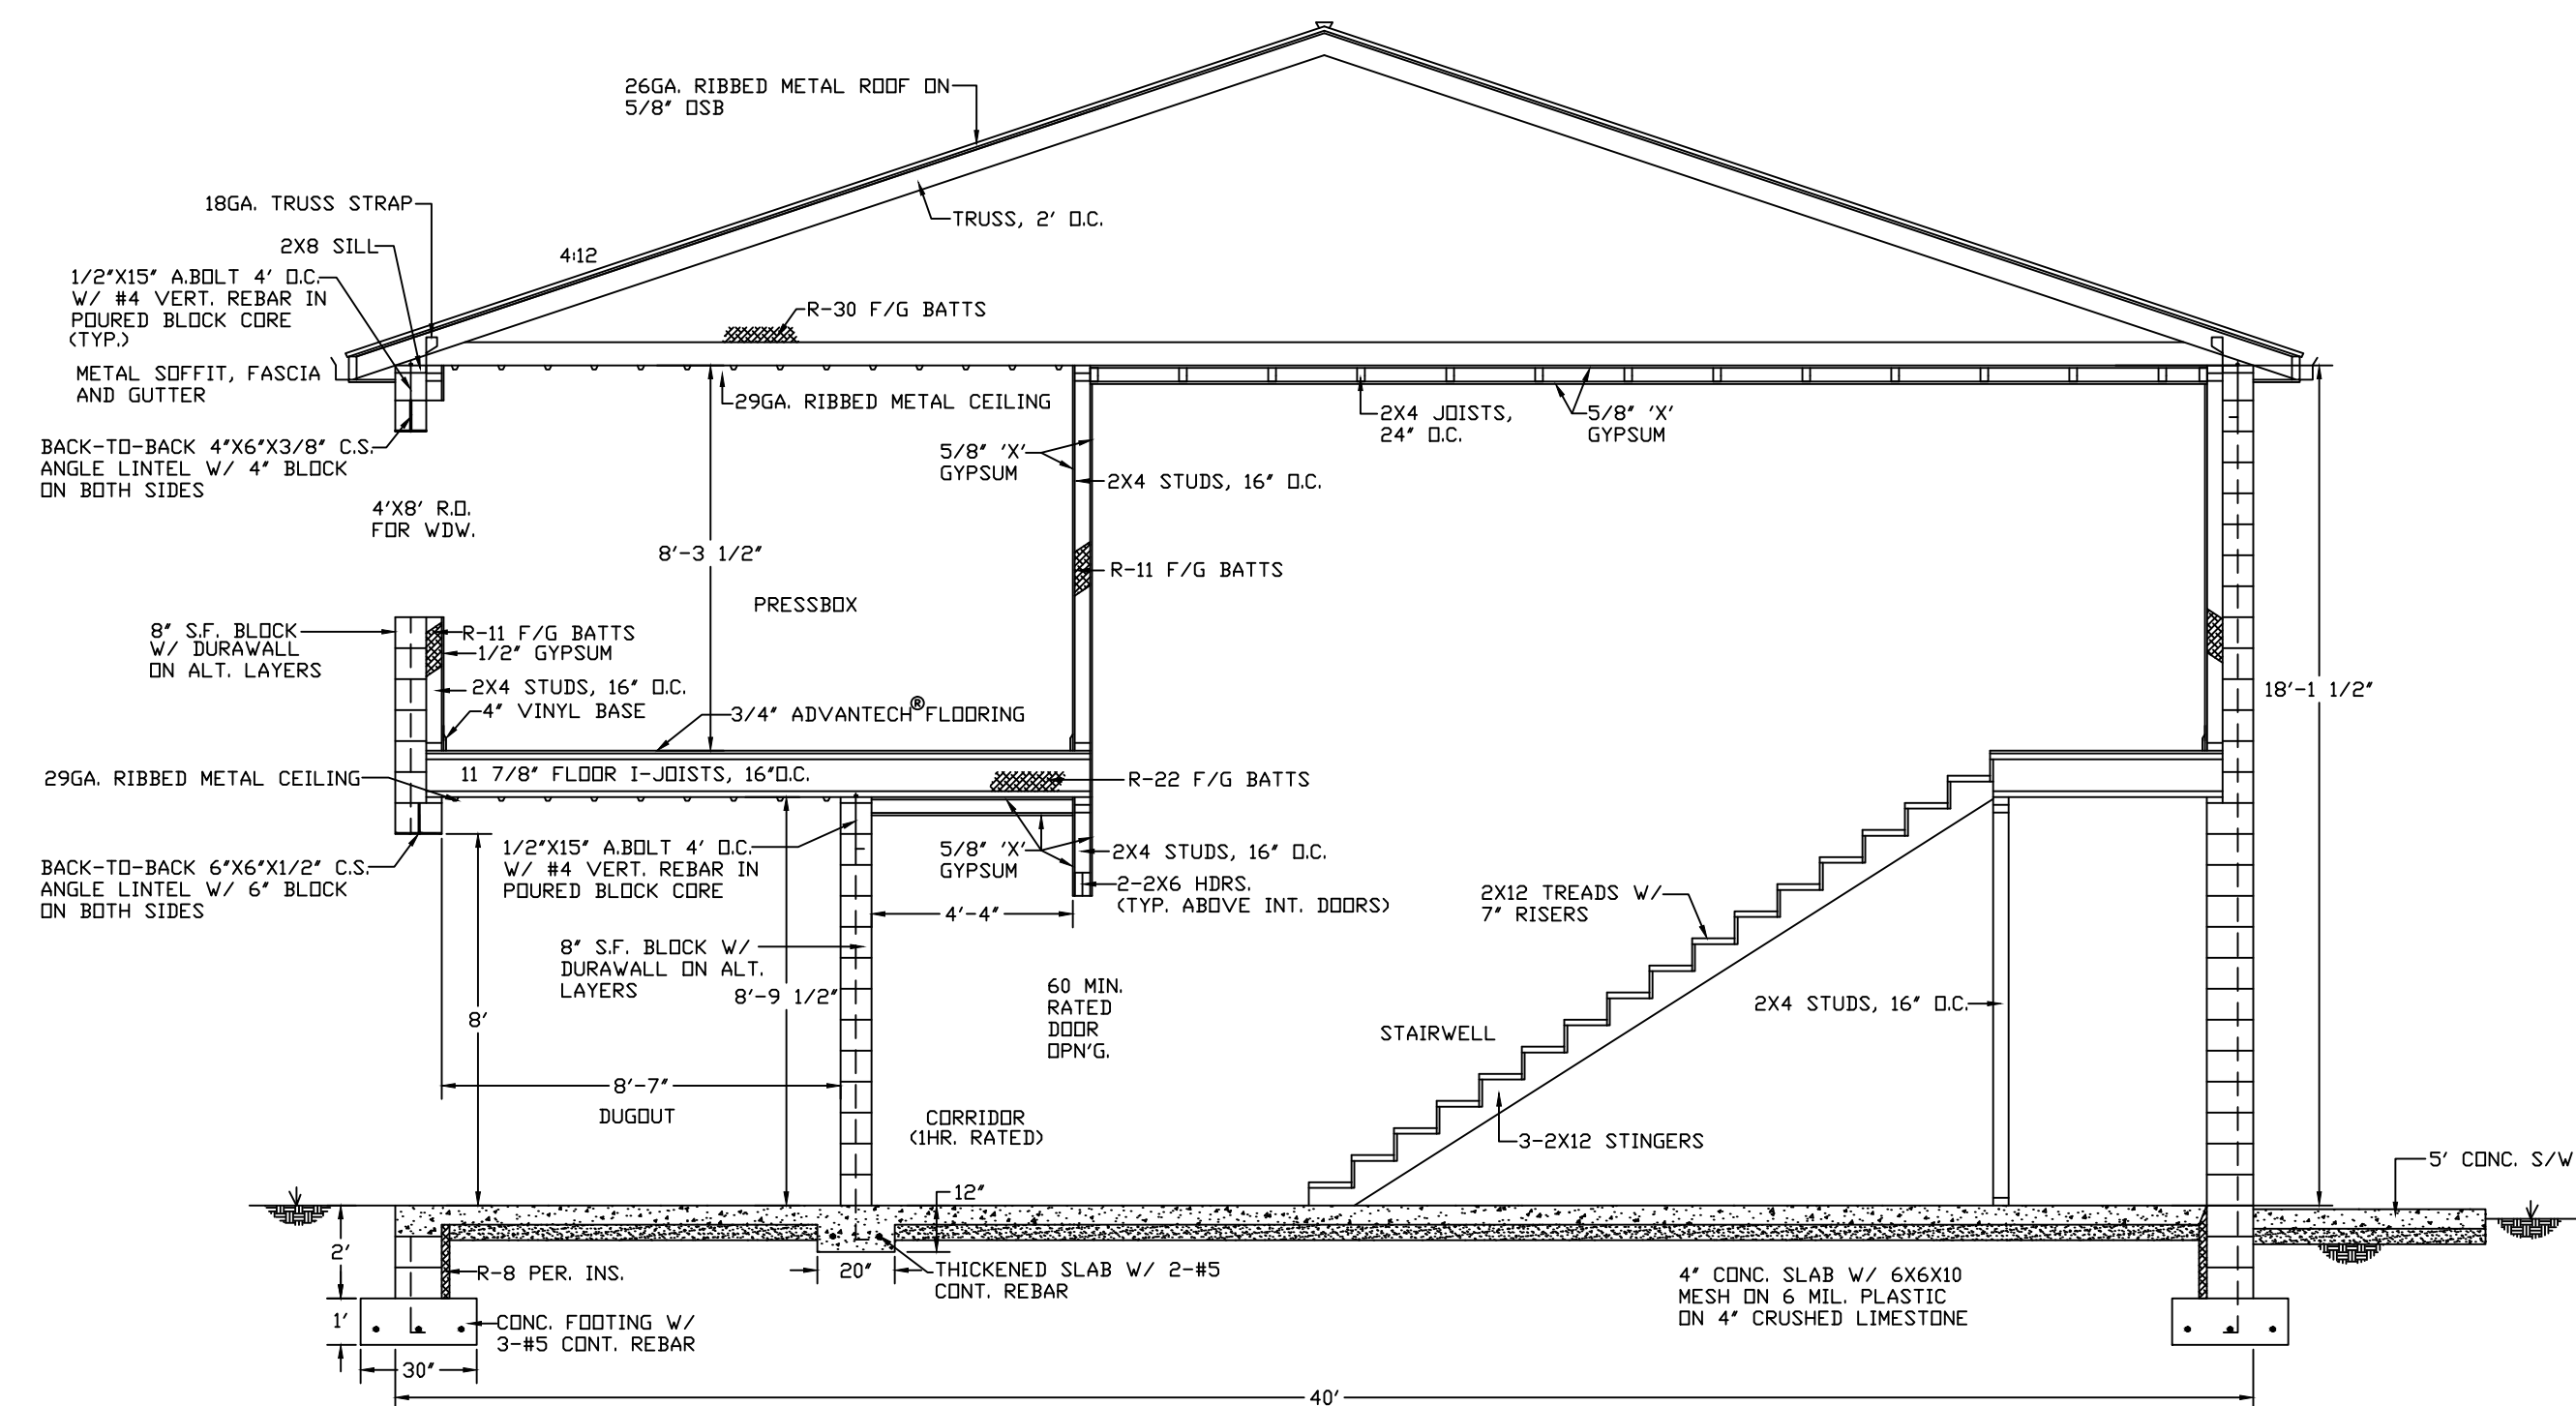 26GA. RIBBED METAL ROOF ON
5/8" OSB
18GA. TRUSS STRAP
TRUSS, 2' O.C.
2X8 SILL
4:12
1/2"X15" A.BOLT 4' O.C.
W/ #4 VERT. REBAR IN
POURED BLOCK CORE
(TYP.)
R-30 F/G BATTS
METAL SOFFIT, FASCIA
AND GUTTER
29GA. RIBBED METAL CEILING
2X4 JOISTS,
24" O.C.
5/8" 'X'
GYPSUM
BACK-TO-BACK 4"X6"X3/8" C.S.
ANGLE LINTEL W/ 4" BLOCK
ON BOTH SIDES
5/8" 'X'
GYPSUM
2X4 STUDS, 16" O.C.
4'X8' R.O.
FOR WDW.
8'-3 1/2"
R-11 F/G BATTS
PRESSBOX
8" S.F. BLOCK
W/ DURAWALL
ON ALT. LAYERS
R-11 F/G BATTS
1/2" GYPSUM
2X4 STUDS, 16" O.C.
4" VINYL BASE
3/4" ADVANTECH® FLOORING
18'-1 1/2"
29GA. RIBBED METAL CEILING
11 7/8" FLOOR I-JOISTS, 16"O.C.
R-22 F/G BATTS
BACK-TO-BACK 6"X6"X1/2" C.S.
ANGLE LINTEL W/ 6" BLOCK
ON BOTH SIDES
1/2"X15" A.BOLT 4' O.C.
W/ #4 VERT. REBAR IN
POURED BLOCK CORE
5/8" 'X'
GYPSUM
2X4 STUDS, 16" O.C.
2-2X6 HDRS.
(TYP. ABOVE INT. DOORS)
4'-4"
2X12 TREADS W/
7" RISERS
8" S.F. BLOCK W/
DURAWALL ON ALT.
LAYERS
8'-9 1/2"
8'
60 MIN.
RATED
DOOR
OPN'G.
2X4 STUDS, 16" O.C.
STAIRWELL
8'-7"
DUGOUT
CORRIDOR
(1HR. RATED)
3-2X12 STINGERS
5' CONC. S/W
12"
2'
R-8 PER. INS.
20"
THICKENED SLAB W/ 2-#5
CONT. REBAR
4" CONC. SLAB W/ 6X6X10
MESH ON 6 MIL. PLASTIC
ON 4" CRUSHED LIMESTONE
1'
CONC. FOOTING W/
3-#5 CONT. REBAR
30"
40'